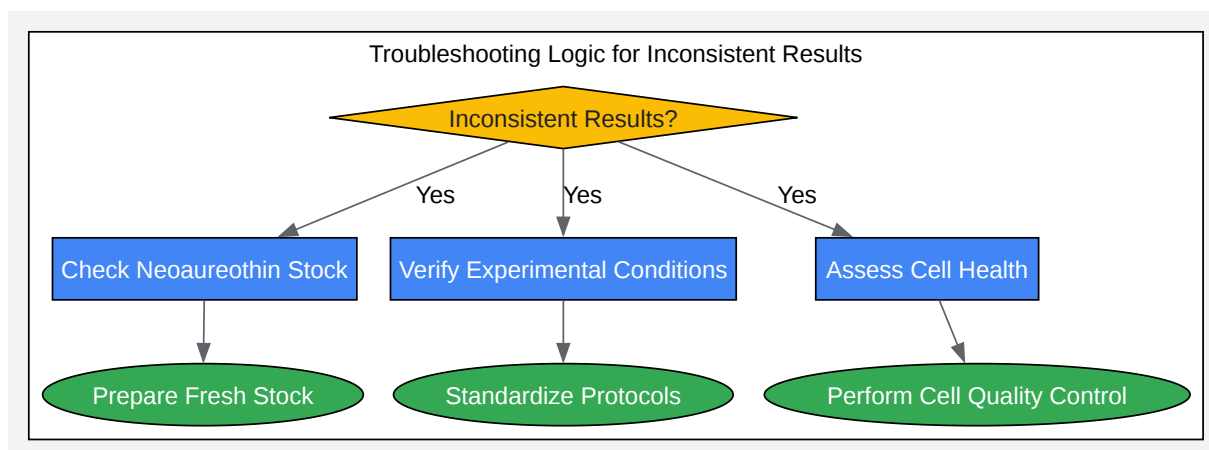 Troubleshooting Logic for Inconsistent Results
Inconsistent Results?
Yes
Yes
Yes
Check Neoaureothin Stock
Verify Experimental Conditions
Assess Cell Health
Prepare Fresh Stock
Standardize Protocols
Perform Cell Quality Control